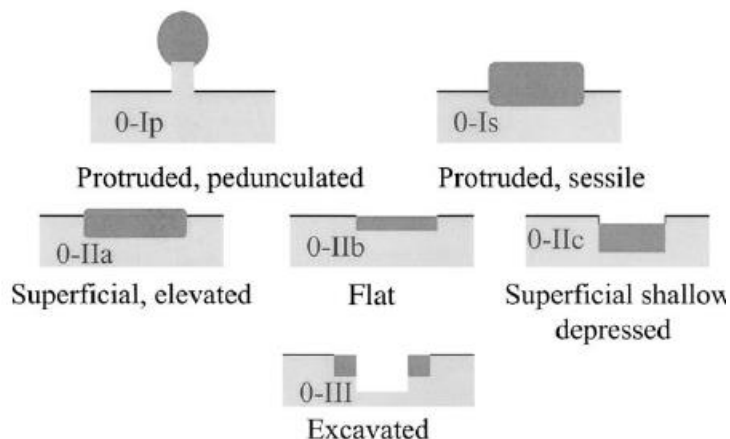 0-Ip
0-Is
Protruded, pedunculated
Protruded, sessile
0-IIa
0-IIb
0-IIc
Superficial, elevated
Flat
Superficial shallow
depressed
0-III
Excavated